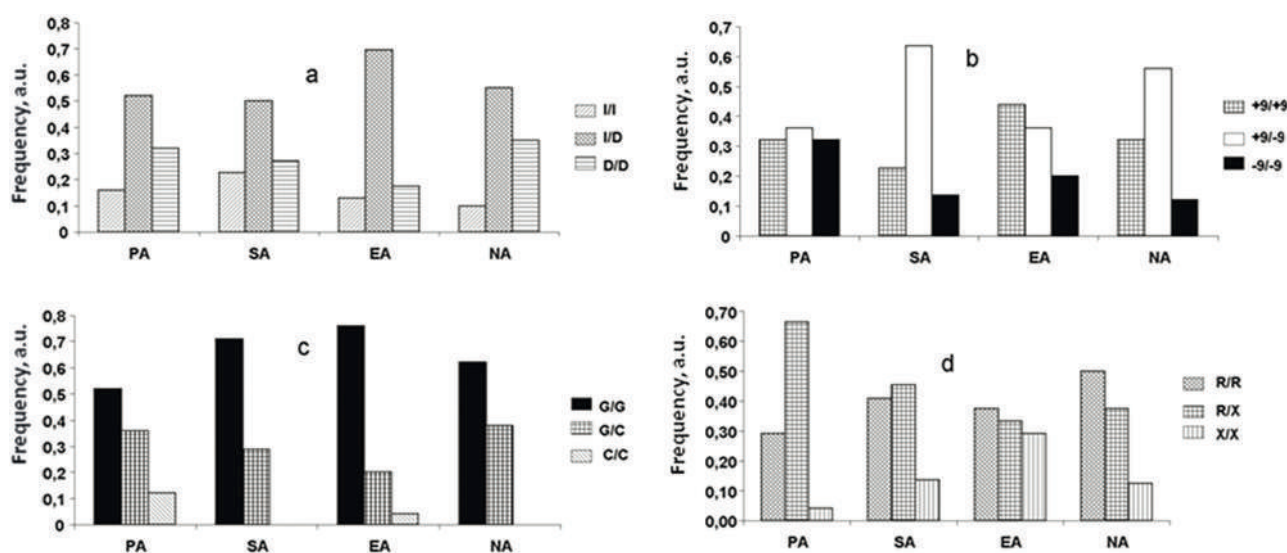 Frequency, a.u.
0,8
0,7
0,6
0,5
0,4
0,3
0,2
0,1
0
a
I/I
I/D
D/D
PA SA EA NA
Frequency, a.u.
0,7
0,6
0,5
0,4
0,3
0,2
0,1
0
b
+9/+9
+9/-9
-9/-9
PA SA EA NA
Frequency, a.u.
0,8
0,7
0,6
0,5
0,4
0,3
0,2
0,1
0
c
G/G
G/C
C/C
PA SA EA NA
Frequency, a.u.
0,70
0,60
0,50
0,40
0,30
0,20
0,10
0,00
d
R/R
R/X
X/X
PA SA EA NA